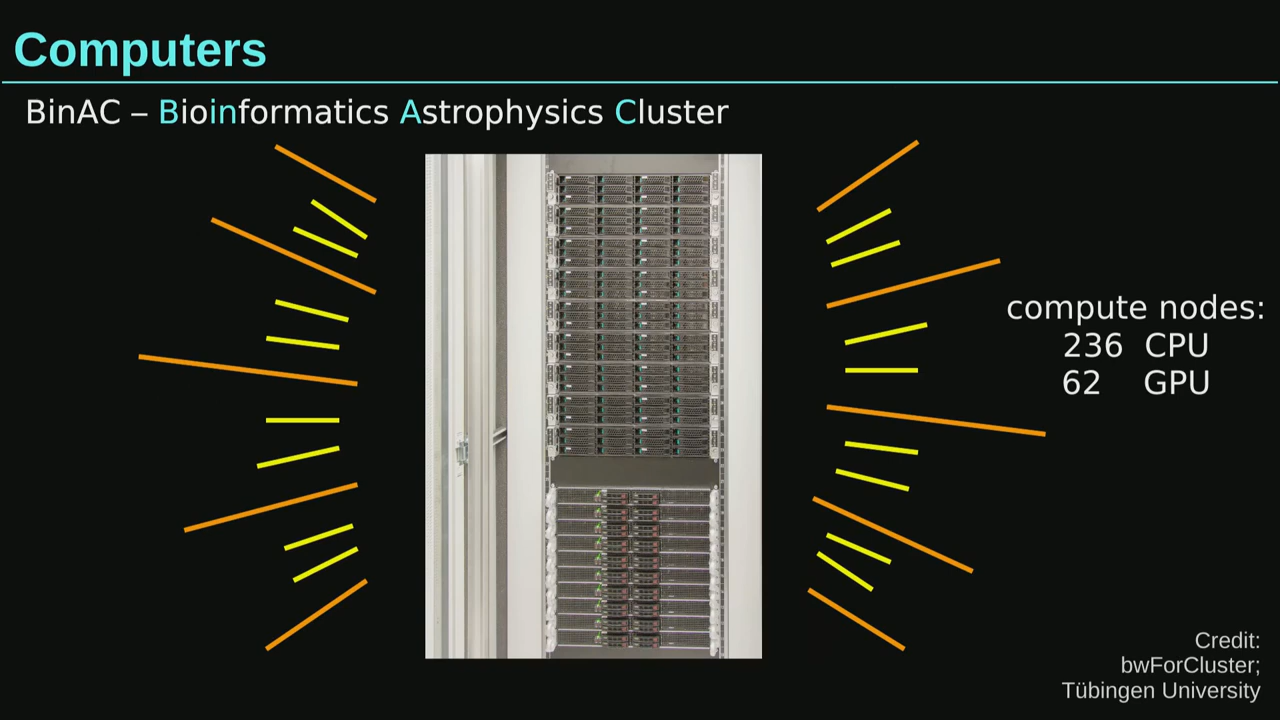 Computers
BinAC – Bioinformatics Astrophysics Cluster
compute nodes:
236 CPU
62 GPU
Credit:
bwForCluster;
Tübingen University